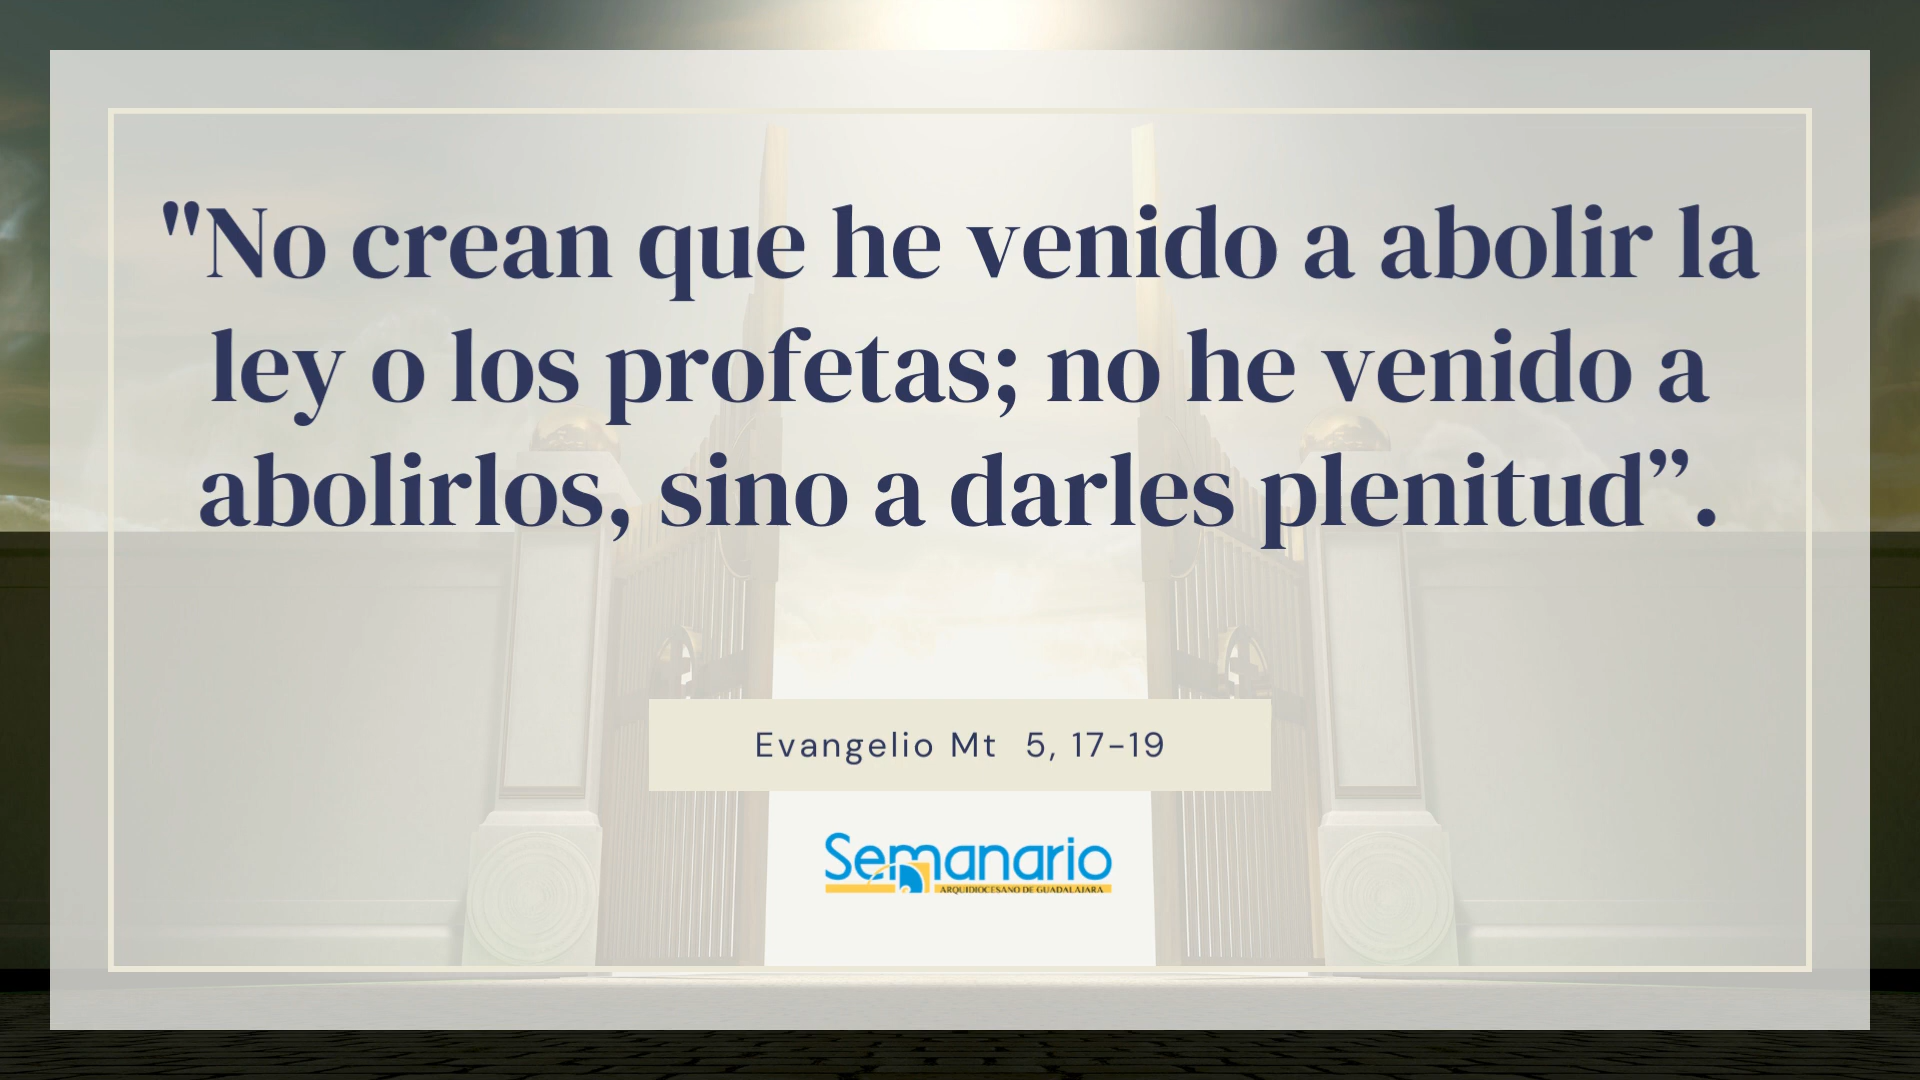 "No crean que he venido a abolir la
ley o los profetas; no he venido a
abolirlos, sino a darles plenitud”.
Evangelio Mt  5, 17-19
Semanario
ARQUIDIOCESANO DE GUADALAJARA